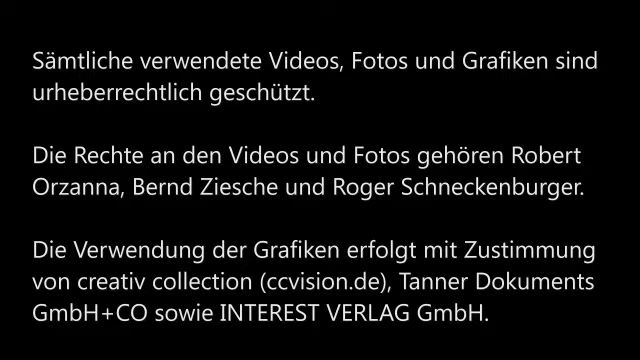 Sämtliche verwendete Videos, Fotos und Grafiken sind
urheberrechtlich geschützt.
Die Rechte an den Videos und Fotos gehören Robert
Orzanna, Bernd Ziesche und Roger Schneckenburger.
Die Verwendung der Grafiken erfolgt mit Zustimmung
von creativ collection (ccvision.de), Tanner Dokuments
GmbH+CO sowie INTEREST VERLAG GmbH.